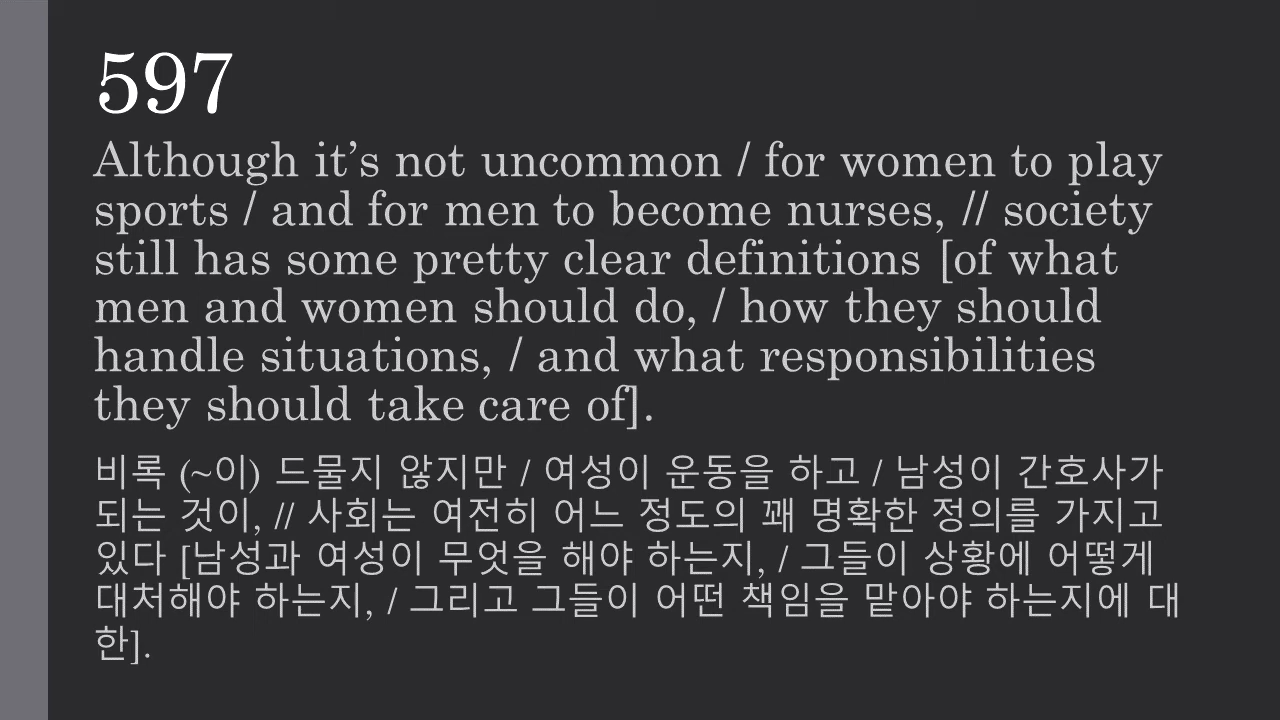 597
Although it’s not uncommon / for women to play
sports / and for men to become nurses, // society
still has some pretty clear definitions [of what
men and women should do, / how they should
handle situations, / and what responsibilities
they should take care of].
비록 (~이) 드물지 않지만 / 여성이 운동을 하고 / 남성이 간호사가
되는 것이, // 사회는 여전히 어느 정도의 꽤 명확한 정의를 가지고
있다 [남성과 여성이 무엇을 해야 하는지, / 그들이 상황에 어떻게
대처해야 하는지, / 그리고 그들이 어떤 책임을 맡아야 하는지에 대
한].